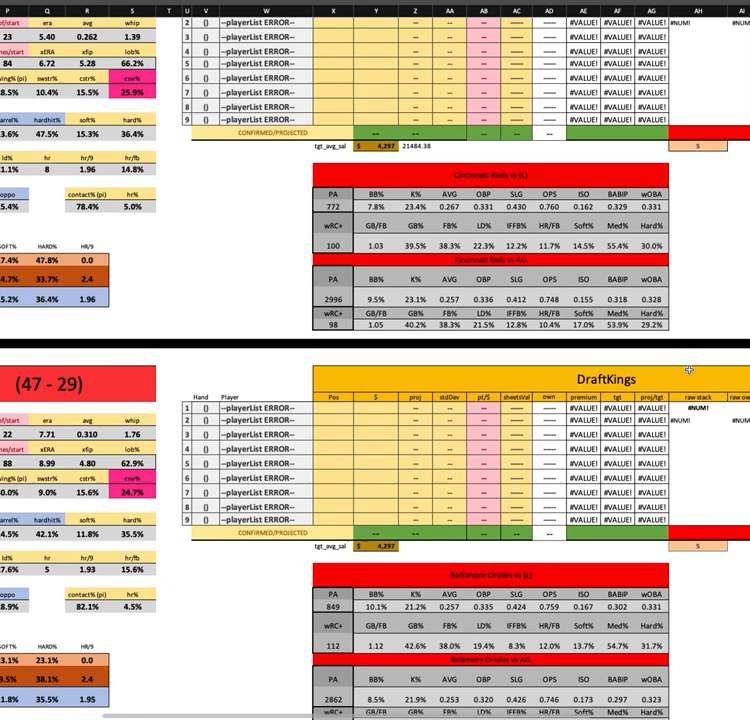 P Q R S T U V W X Y Z AA AB AC AD AE AF AG AH AI
of/start era avg whip 2 () --playerList ERROR-- -- -- ----- ----- #VALUE! #VALUE! #VALUE! #NUM! #NUM!
23 5.40 0.262 1.39 3 () --playerList ERROR-- -- -- ----- ----- #VALUE! #VALUE! #VALUE!
nes/start xERA xfip lob% 4 () --playerList ERROR-- -- -- ----- ----- #VALUE! #VALUE! #VALUE!
84 6.72 5.28 66.2% 5 () --playerList ERROR-- -- -- ----- ----- #VALUE! #VALUE! #VALUE!
ving% (pi) swstr% cstr% csw% 6 () --playerList ERROR-- -- -- ----- ----- #VALUE! #VALUE! #VALUE!
8.5% 10.4% 15.5% 25.9% 7 () --playerList ERROR-- -- -- ----- ----- #VALUE! #VALUE! #VALUE!
8 () --playerList ERROR-- -- -- ----- ----- #VALUE! #VALUE! #VALUE!
arrel% hardhit% soft% hard% 9 () --playerList ERROR-- -- -- ----- ----- #VALUE! #VALUE! #VALUE!
3.6% 47.5% 15.3% 36.4% CONFIRMED/PROJECTED -- -- -- ----- --
tgt_avg_sal $ 4,297 21484.38 5
ld% hr hr/9 hr/fb
1.1% 8 1.96 14.8% Cincinnati Reds vs (L)
oppo contact% (pi) hr% PA BB% K% AVG OBP SLG OPS ISO BABIP wOBA
5.4% 78.4% 5.0% 772 7.8% 23.4% 0.267 0.331 0.430 0.760 0.162 0.329 0.331
wRC+ GB/FB GB% FB% LD% IFFB% HR/FB Soft% Med% Hard%
SOFT% HARD% HR/9 100 1.03 39.5% 38.3% 22.3% 12.2% 11.7% 14.5% 55.4% 30.0%
7.4% 47.8% 0.0 Cincinnati Reds vs ALL
4.7% 33.7% 2.4 PA BB% K% AVG OBP SLG OPS ISO BABIP wOBA
5.2% 36.4% 1.96 2996 9.5% 23.1% 0.257 0.336 0.412 0.748 0.155 0.318 0.328
wRC+ GB/FB GB% FB% LD% IFFB% HR/FB Soft% Med% Hard%
98 1.05 40.2% 38.3% 21.5% 12.8% 10.4% 17.0% 53.9% 29.2%
(47 - 29) DraftKings
Hand Player Pos $ proj stdDev pt/$ sheetsVal own premium tgt proj/tgt raw stack raw ow
1 () --playerList ERROR-- -- -- ----- ----- #VALUE! #VALUE! #VALUE! #NUM!
of/start era avg whip 2 () --playerList ERROR-- -- -- ----- ----- #VALUE! #VALUE! #VALUE! #NUM! #NUM!
22 7.71 0.310 1.76 3 () --playerList ERROR-- -- -- ----- ----- #VALUE! #VALUE! #VALUE!
nes/start xERA xfip lob% 4 () --playerList ERROR-- -- -- ----- ----- #VALUE! #VALUE! #VALUE!
88 8.99 4.80 62.9% 5 () --playerList ERROR-- -- -- ----- ----- #VALUE! #VALUE! #VALUE!
ving% (pi) swstr% cstr% csw% 6 () --playerList ERROR-- -- -- ----- ----- #VALUE! #VALUE! #VALUE!
0.0% 9.0% 15.6% 24.7% 7 () --playerList ERROR-- -- -- ----- ----- #VALUE! #VALUE! #VALUE!
8 () --playerList ERROR-- -- -- ----- ----- #VALUE! #VALUE! #VALUE!
arrel% hardhit% soft% hard% 9 () --playerList ERROR-- -- -- ----- ----- #VALUE! #VALUE! #VALUE!
4.5% 42.1% 11.8% 35.5% CONFIRMED/PROJECTED -- -- -- ----- --
tgt_avg_sal $ 4,297 5
ld% hr hr/9 hr/fb
7.6% 5 1.93 15.6% Baltimore Orioles vs (L)
oppo contact% (pi) hr% PA BB% K% AVG OBP SLG OPS ISO BABIP wOBA
8.9% 82.1% 4.5% 849 10.1% 21.2% 0.257 0.335 0.424 0.759 0.167 0.302 0.331
wRC+ GB/FB GB% FB% LD% IFFB% HR/FB Soft% Med% Hard%
SOFT% HARD% HR/9 112 1.12 42.6% 38.0% 19.4% 8.3% 12.0% 13.7% 54.7% 31.7%
3.1% 23.1% 0.0 Baltimore Orioles vs ALL
9.5% 38.1% 2.4 PA BB% K% AVG OBP SLG OPS ISO BABIP wOBA
1.8% 35.5% 1.95 2862 8.5% 21.9% 0.253 0.320 0.426 0.746 0.173 0.297 0.323
wRC+ GB/FB GB% FB% LD% IFFB% HR/FB Soft% Med% Hard%